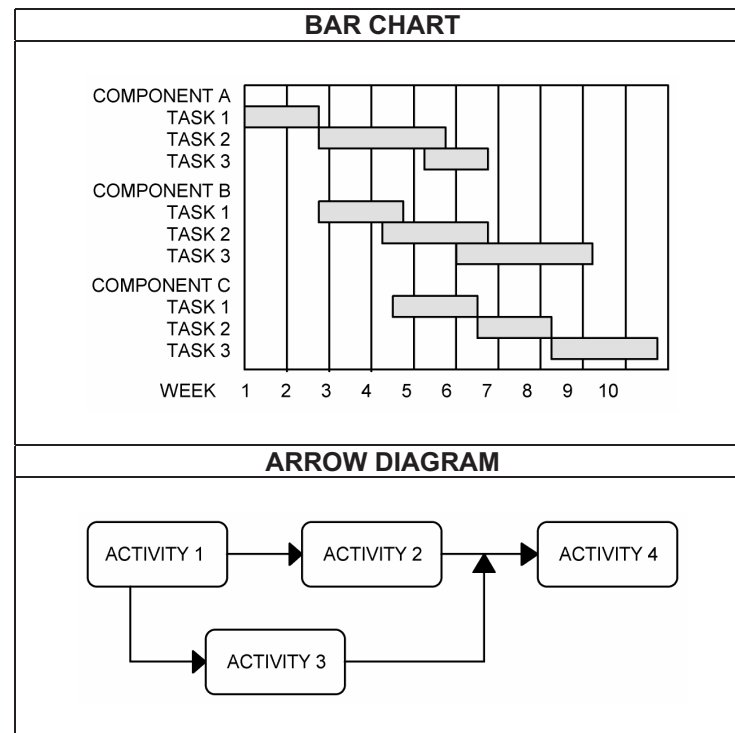 BAR CHART
COMPONENT A
TASK 1
TASK 2
TASK 3
COMPONENT B
TASK 1
TASK 2
TASK 3
COMPONENT C
TASK 1
TASK 2
TASK 3
WEEK 1 2 3 4 5 6 7 8 9 10
ARROW DIAGRAM
ACTIVITY 1 ACTIVITY 2 ACTIVITY 4
ACTIVITY 3